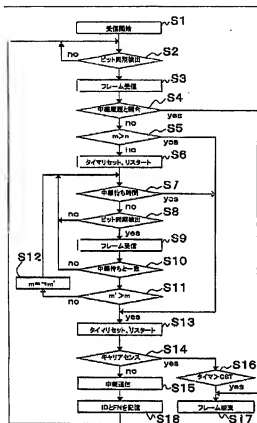 S1
受信開始
S2
no
ビット同期検出
S3
フレーム受信
S4
中継履歴と照合
no
yes
S5
m>n
yes
no
S6
タイマリセット、リスタート
S7
中継待ち時間
no
yes
S8
ビット同期検出
no
yes
S9
フレーム受信
S12
S10
中継待ちと一致
no
yes
m=m'
S11
m'>m
no
yes
S13
タイマリセット、リスタート
S14
キャリアセンス
S16
no
yes
S15
タイマ>CST
中継送信
yes
IDとFNを記憶
フレーム廃棄
S18
S17